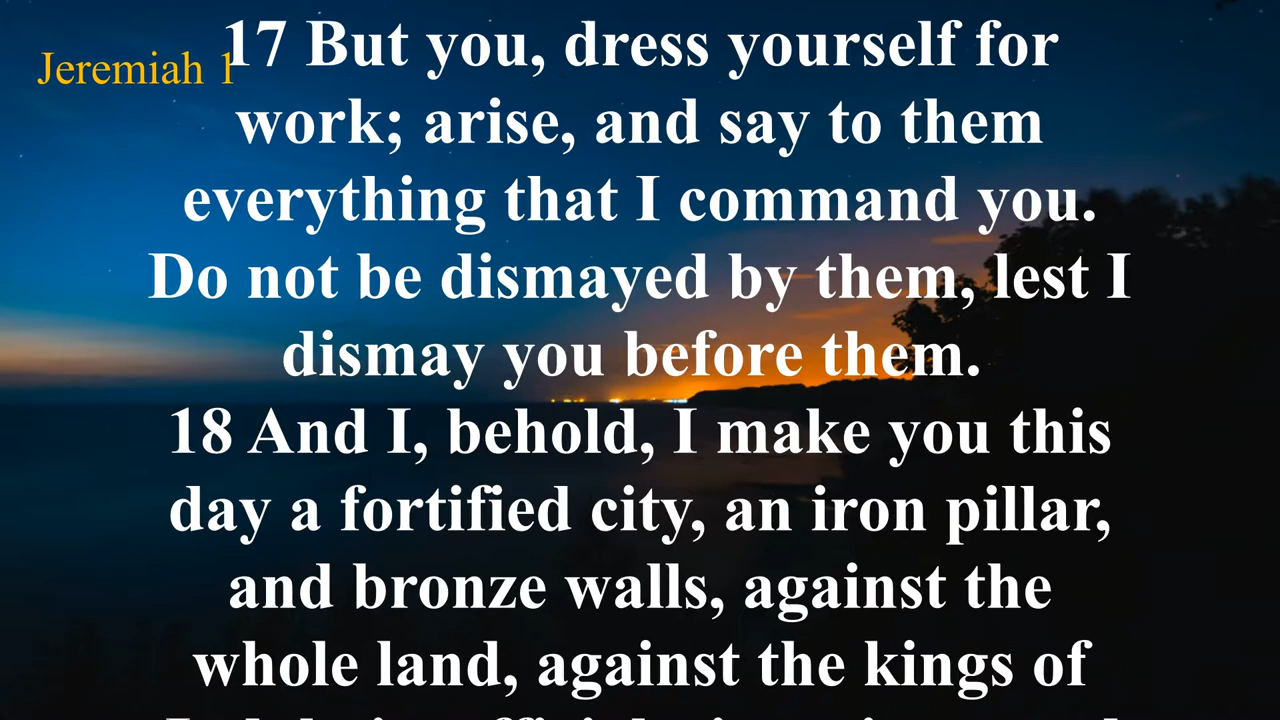 Jeremiah 1
17 But you, dress yourself for
work; arise, and say to them
everything that I command you.
Do not be dismayed by them, lest I
dismay you before them.
18 And I, behold, I make you this
day a fortified city, an iron pillar,
and bronze walls, against the
whole land, against the kings of